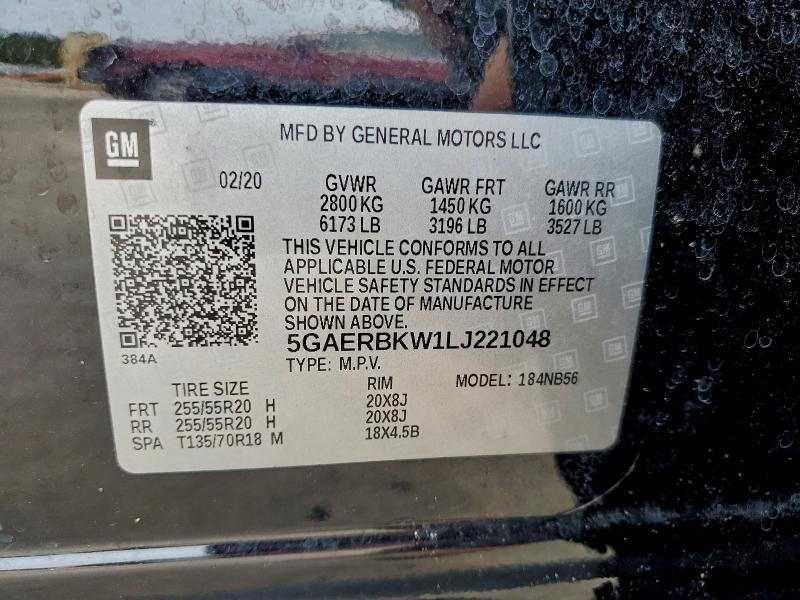 GM
MFD BY GENERAL MOTORS LLC
02/20 GVWR GAWR FRT GAWR RR
2800 KG 1450 KG 1600 KG
6173 LB 3196 LB 3527 LB
THIS VEHICLE CONFORMS TO ALL
APPLICABLE U.S. FEDERAL MOTOR
VEHICLE SAFETY STANDARDS IN EFFECT
ON THE DATE OF MANUFACTURE
SHOWN ABOVE.
384A
5GAERBKW1LJ221048
TYPE: M.P.V. MODEL: 184NB56
TIRE SIZE RIM
FRT 255/55R20 H 20X8J
RR 255/55R20 H 20X8J
SPA T135/70R18 M 18X4.5B